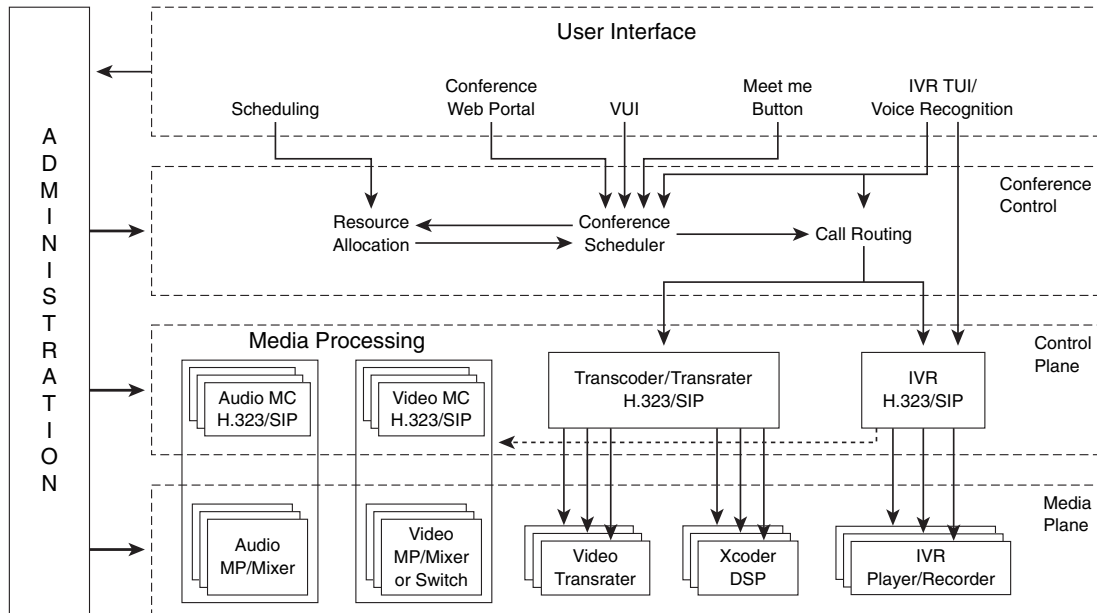 ADMINISTRATION
User Interface
Scheduling
Conference
Web Portal
VUI
Meet me
Button
IVR TUI/
Voice Recognition
Conference
Control
Resource
Allocation
Conference
Scheduler
Call Routing
Media Processing
Control
Plane
Audio MC
H.323/SIP
Video MC
H.323/SIP
Transcoder/Transrater
H.323/SIP
IVR
H.323/SIP
Media
Plane
Audio
MP/Mixer
Video
MP/Mixer
or Switch
Video
Transrater
Xcoder
DSP
IVR
Player/Recorder